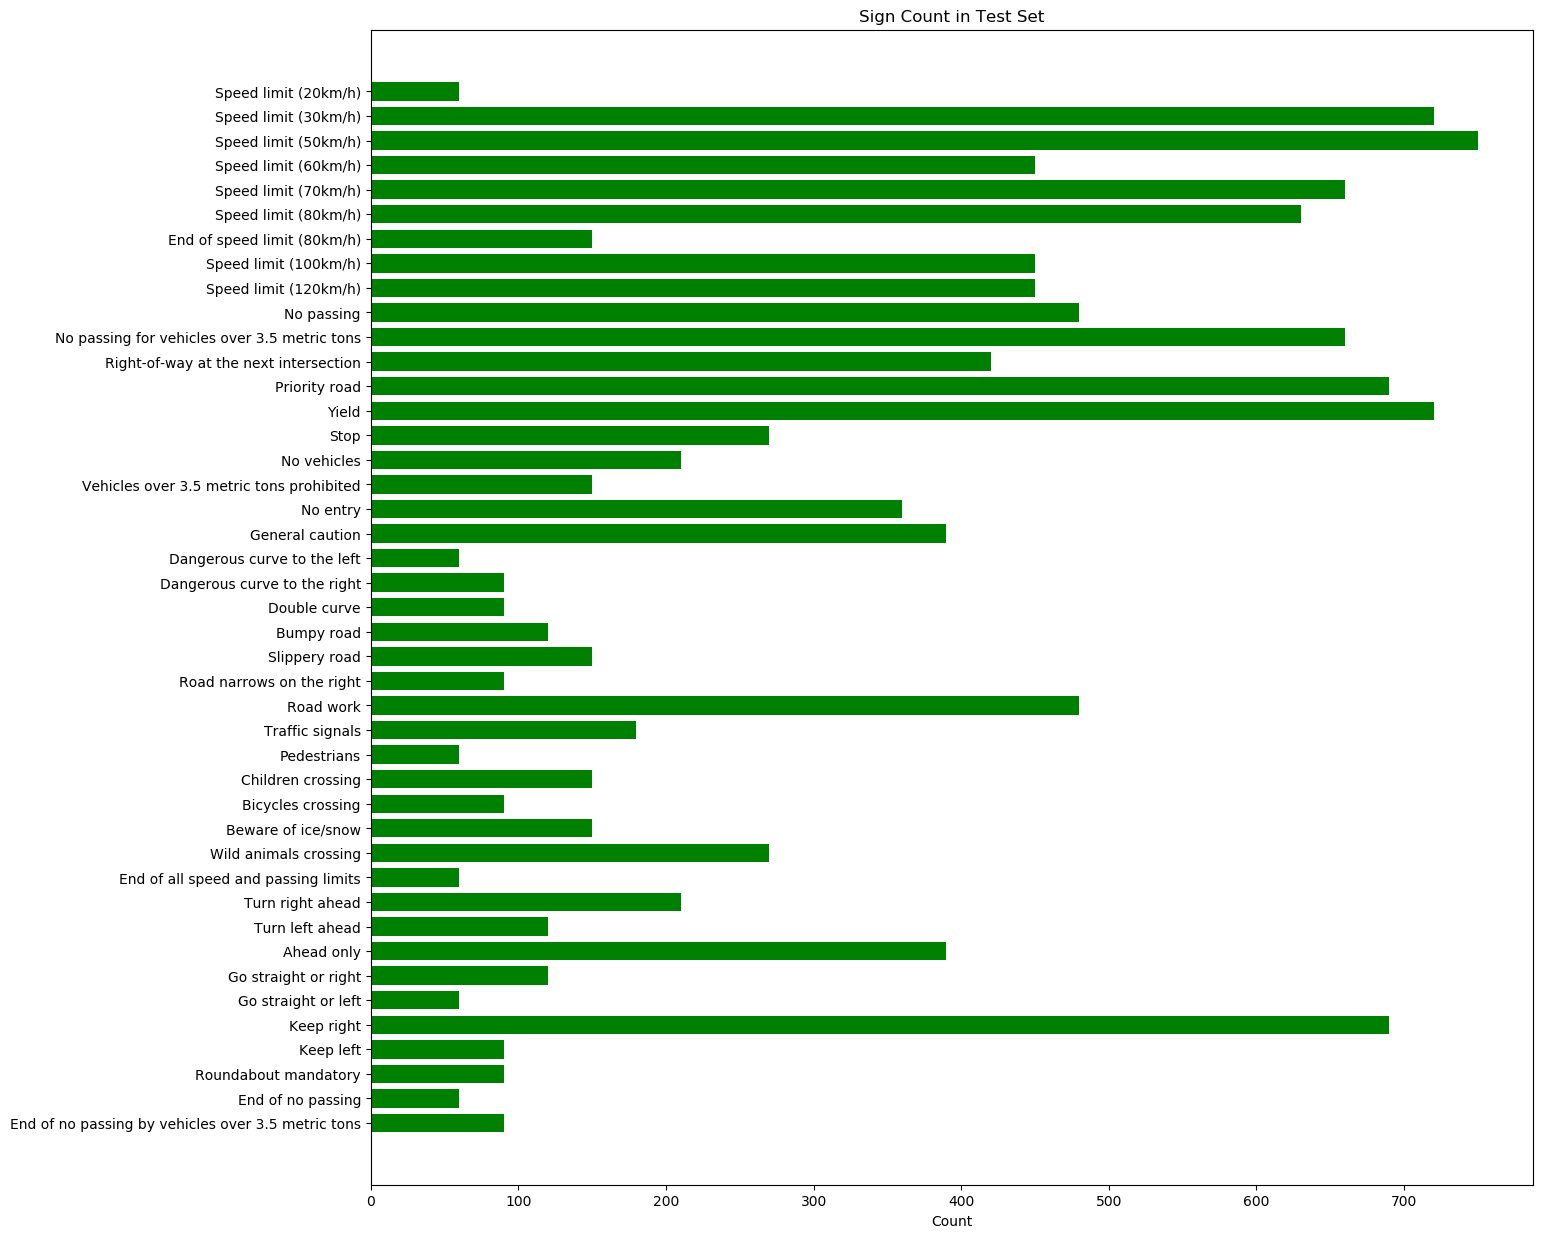 Sign Count in Test Set
Speed limit (20km/h)
Speed limit (30km/h)
Speed limit (50km/h)
Speed limit (60km/h)
Speed limit (70km/h)
Speed limit (80km/h)
End of speed limit (80km/h)
Speed limit (100km/h)
Speed limit (120km/h)
No passing
No passing for vehicles over 3.5 metric tons
Right-of-way at the next intersection
Priority road
Yield
Stop
No vehicles
Vehicles over 3.5 metric tons prohibited
No entry
General caution
Dangerous curve to the left
Dangerous curve to the right
Double curve
Bumpy road
Slippery road
Road narrows on the right
Road work
Traffic signals
Pedestrians
Children crossing
Bicycles crossing
Beware of ice/snow
Wild animals crossing
End of all speed and passing limits
Turn right ahead
Turn left ahead
Ahead only
Go straight or right
Go straight or left
Keep right
Keep left
Roundabout mandatory
End of no passing
End of no passing by vehicles over 3.5 metric tons
0 100 200 300 400 500 600 700
Count